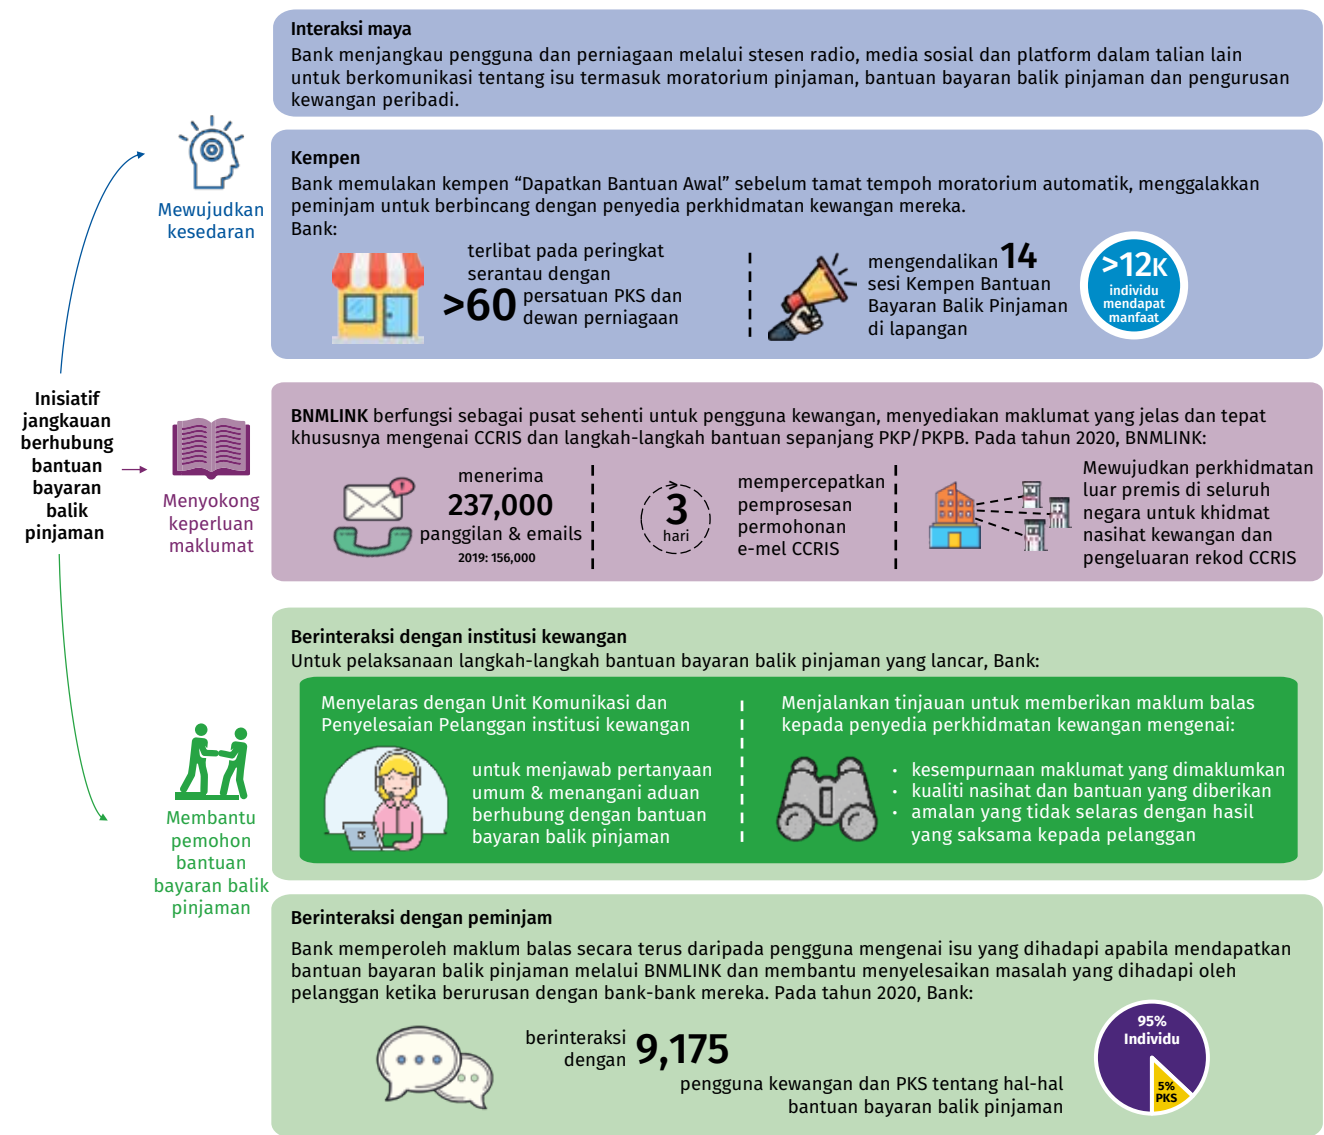 Interaksi maya
Bank menjangkau pengguna dan perniagaan melalui stesen radio, media sosial dan platform dalam talian lain
untuk berkomunikasi tentang isu termasuk moratorium pinjaman, bantuan bayaran balik pinjaman dan pengurusan
kewangan peribadi.
Mewujudkan
kesedaran
Kempen
Bank memulakan kempen “Dapatkan Bantuan Awal” sebelum tamat tempoh moratorium automatik, menggalakkan
peminjam untuk berbincang dengan penyedia perkhidmatan kewangan mereka.
Bank:
terlibat pada peringkat
serantau dengan
>60 persatuan PKS dan
dewan perniagaan
mengendalikan 14
sesi Kempen Bantuan
Bayaran Balik Pinjaman
di lapangan
>12K
individu
mendapat
manfaat
Inisiatif
jangkauan
berhubung
bantuan
bayaran
balik
pinjaman
Menyokong
keperluan
maklumat
BNMLINK berfungsi sebagai pusat sehenti untuk pengguna kewangan, menyediakan maklumat yang jelas dan tepat
khususnya mengenai CCRIS dan langkah-langkah bantuan sepanjang PKP/PKPB. Pada tahun 2020, BNMLINK:
menerima
237,000
panggilan & emails
2019: 156,000
3
hari
mempercepatkan
pemprosesan
permohonan
e-mel CCRIS
Mewujudkan perkhidmatan
luar premis di seluruh
negara untuk khidmat
nasihat kewangan dan
pengeluaran rekod CCRIS
Membantu
pemohon
bantuan
bayaran balik
pinjaman
Berinteraksi dengan institusi kewangan
Untuk pelaksanaan langkah-langkah bantuan bayaran balik pinjaman yang lancar, Bank:
Menyelaras dengan Unit Komunikasi dan
Penyelesaian Pelanggan institusi kewangan
untuk menjawab pertanyaan
umum & menangani aduan
berhubung dengan bantuan
bayaran balik pinjaman
Menjalankan tinjauan untuk memberikan maklum balas
kepada penyedia perkhidmatan kewangan mengenai:
• kesempurnaan maklumat yang dimaklumkan
• kualiti nasihat dan bantuan yang diberikan
• amalan yang tidak selaras dengan hasil
yang saksama kepada pelanggan
Berinteraksi dengan peminjam
Bank memperoleh maklum balas secara terus daripada pengguna mengenai isu yang dihadapi apabila mendapatkan
bantuan bayaran balik pinjaman melalui BNMLINK dan membantu menyelesaikan masalah yang dihadapi oleh
pelanggan ketika berurusan dengan bank-bank mereka. Pada tahun 2020, Bank:
berinteraksi
dengan 9,175
pengguna kewangan dan PKS tentang hal-hal
bantuan bayaran balik pinjaman
95%
Individu
5%
PKS